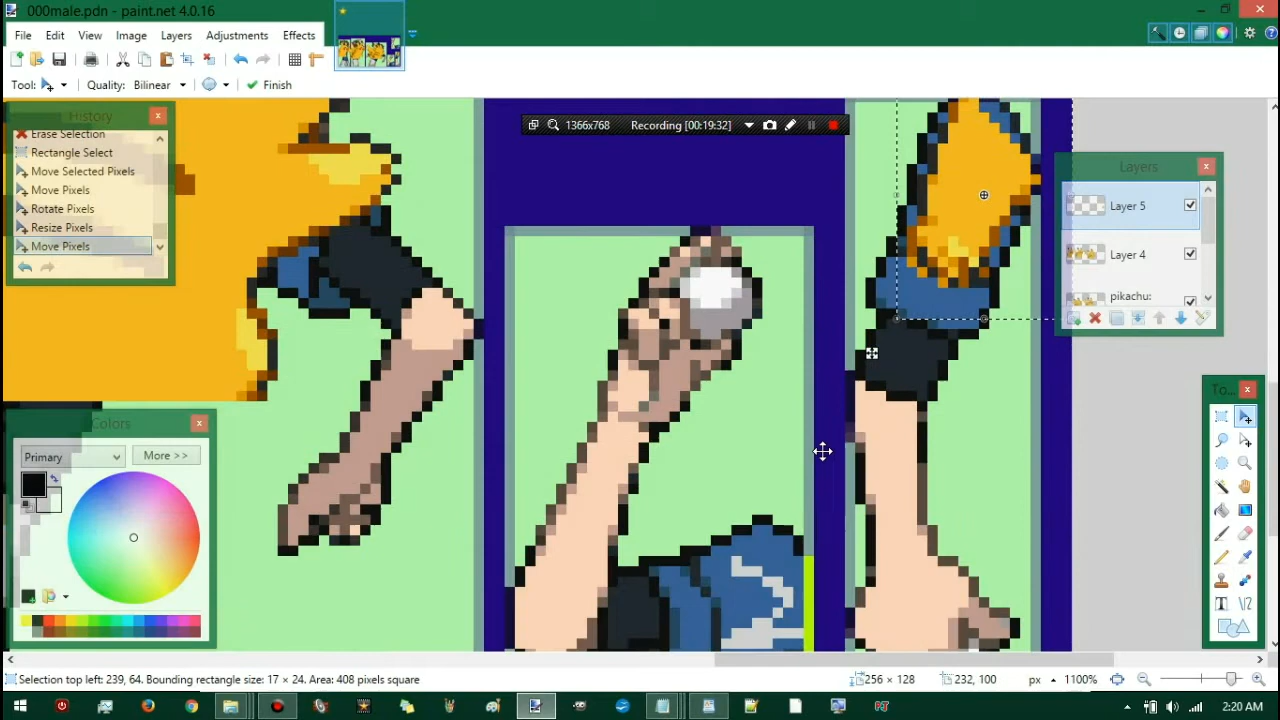 000male.pdn - paint.net 4.0.16
File Edit View Image Layers Adjustments Effects
Tool: Quality: Bilinear Finish
History
Erase Selection
Rectangle Select
Move Selected Pixels
Move Pixels
Rotate Pixels
Resize Pixels
Move Pixels
1366x768 Recording [00:19:32]
Layers
Layer 5
Layer 4
pikachu:
To...
Colors
Primary More >>
Selection top left: 239, 64. Bounding rectangle size: 17 × 24. Area: 408 pixels square
256 × 128 232, 100 px 1100%
2:20 AM